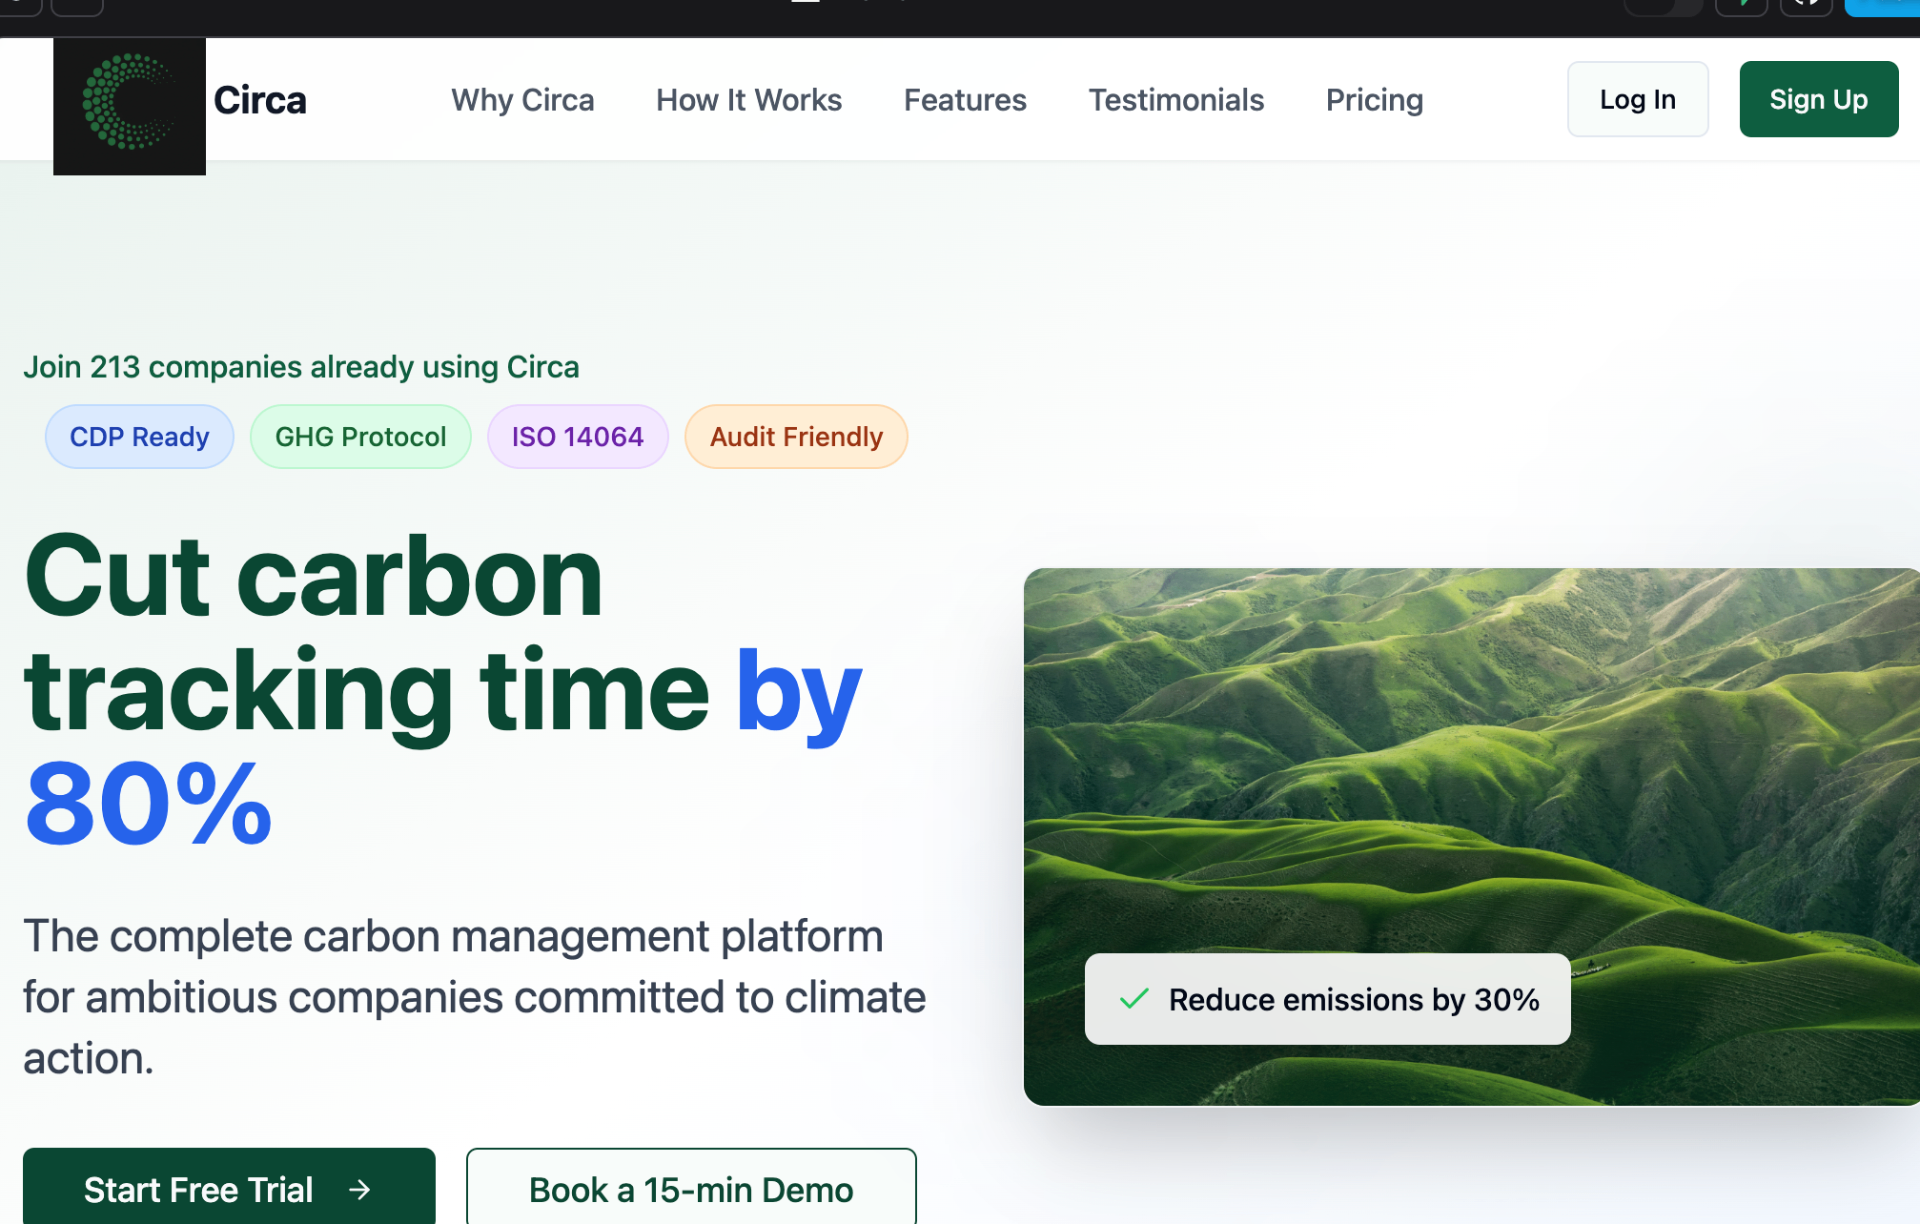 Circa
Why Circa
How It Works
Features
Testimonials
Pricing
Log In
Sign Up
Join 213 companies already using Circa
CDP Ready
GHG Protocol
ISO 14064
Audit Friendly
Cut carbon
tracking time by
80%
The complete carbon management platform
for ambitious companies committed to climate
action.
Reduce emissions by 30%
Start Free Trial →
Book a 15-min Demo